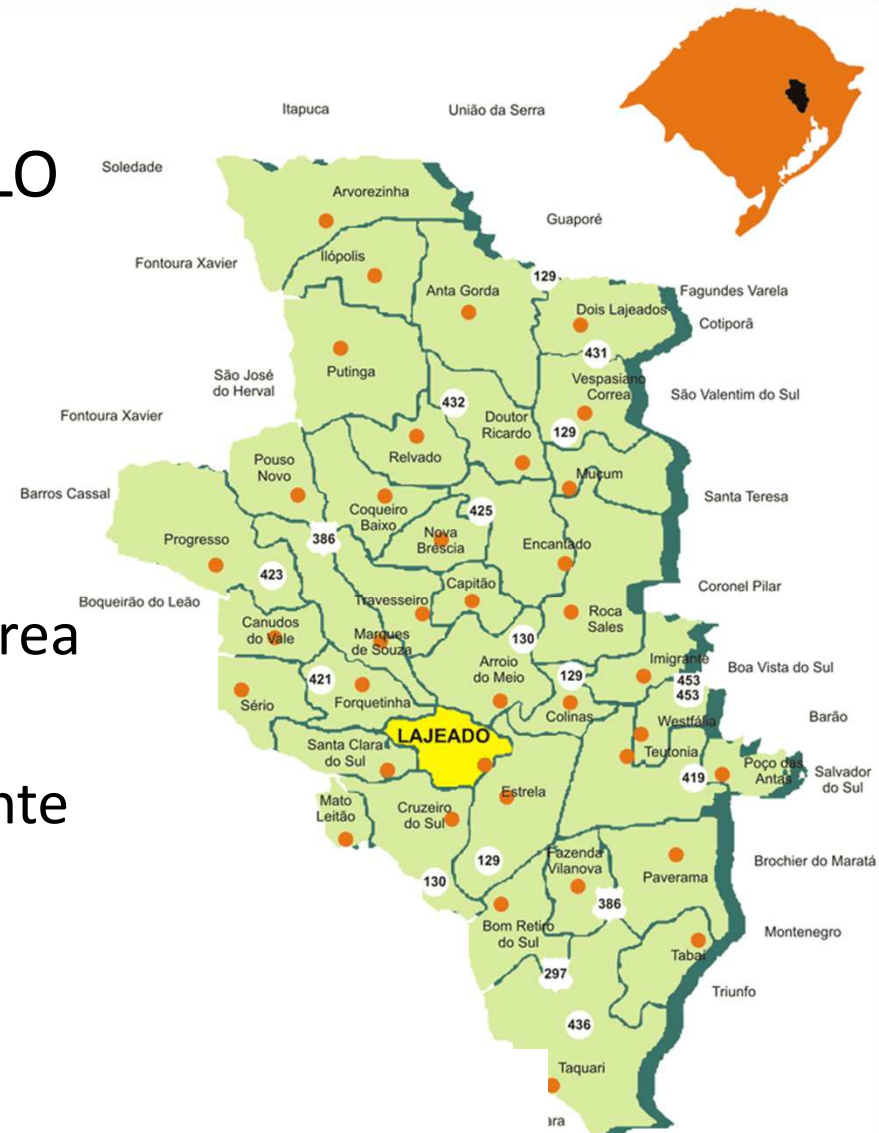 LO
rea
nte
Itapuca
União da Serra
Soledade
Arvorezinha
Guaporé
Fontoura Xavier
Ilópolis
Anta Gorda
129
Fagundes Varela
Dois Lajeados
Cotiporã
431
São José
do Herval
Putinga
Vespasiano
Correa
São Valentim do Sul
432
Fontoura Xavier
Doutor
Ricardo
129
Relvado
Pouso
Novo
Muçum
Barros Cassal
Santa Teresa
Coqueiro
Baixo
425
Progresso
386
Nova
Bréscia
Encantado
423
Capitão
Coronel Pilar
Boqueirão do Leão
Travesseiro
Roca
Sales
Canudos
do Vale
Marques
de Souza
130
Arroio
do Meio
Imigrante
Boa Vista do Sul
421
129
453
453
Sério
Forquetinha
Colinas
Westfália
Barão
LAJEADO
Santa Clara
do Sul
Teutonia
Poço das
Antas
Salvador
do Sul
419
Estrela
Mato
Leitão
Cruzeiro
do Sul
129
Fazenda
Vilanova
Brochier do Maratá
130
Paverama
386
Bom Retiro
do Sul
Montenegro
Tabaí
297
Triunfo
436
Taquari
ara